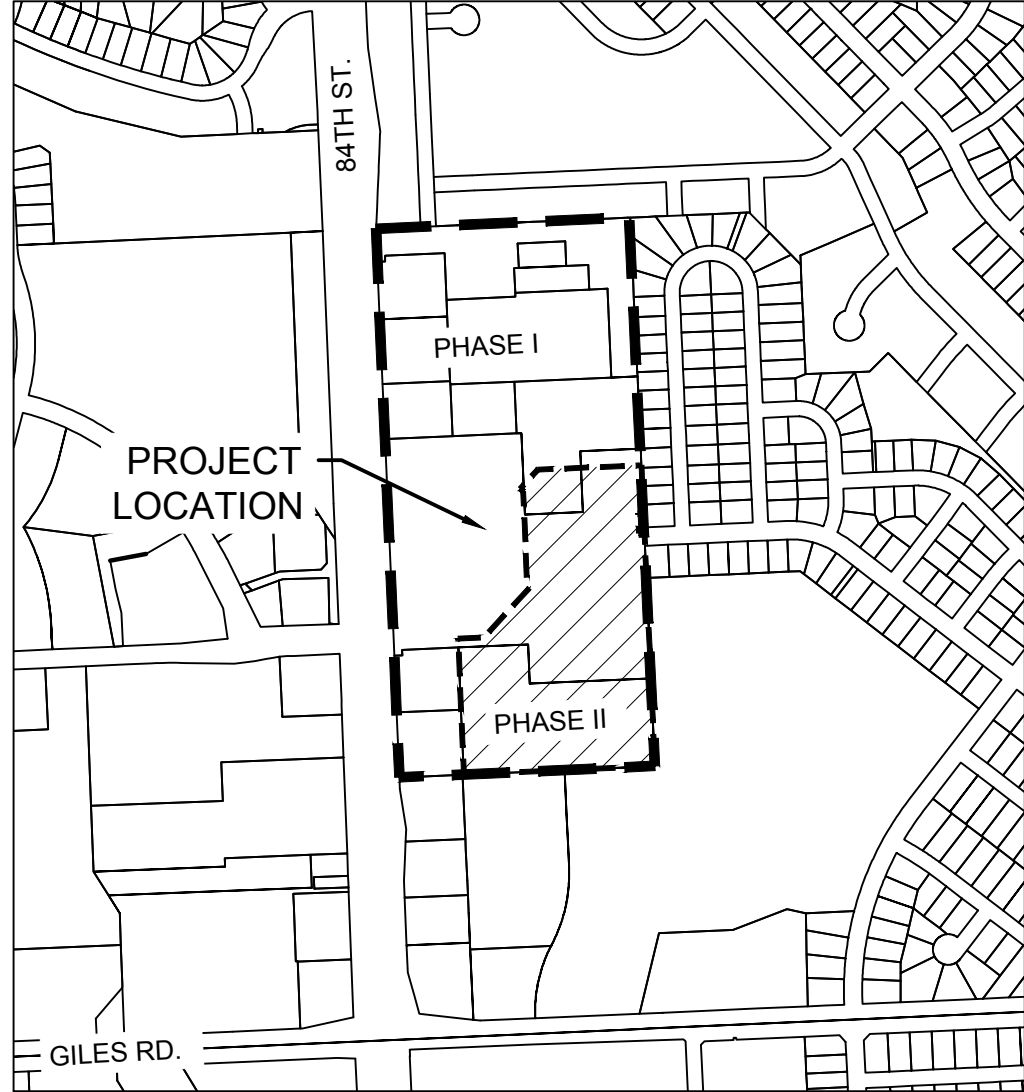 84TH ST.
PHASE I
PROJECT
LOCATION
PHASE II
GILES RD.